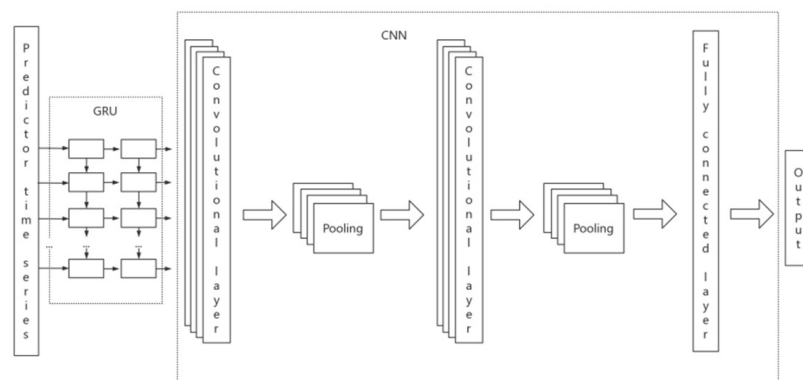 Predictor time series
GRU
...
...
...
CNN
Convolutional layer
Pooling
Convolutional layer
Pooling
Fully connected layer
Output